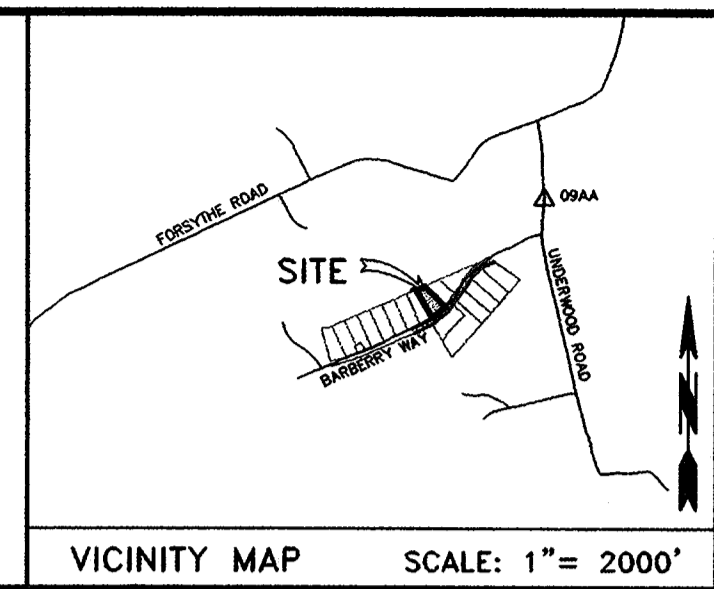 FORSYTHE ROAD
09AA
SITE
UNDERWOOD ROAD
BARBERRY WAY
N
VICINITY MAP
SCALE: 1"= 2000'